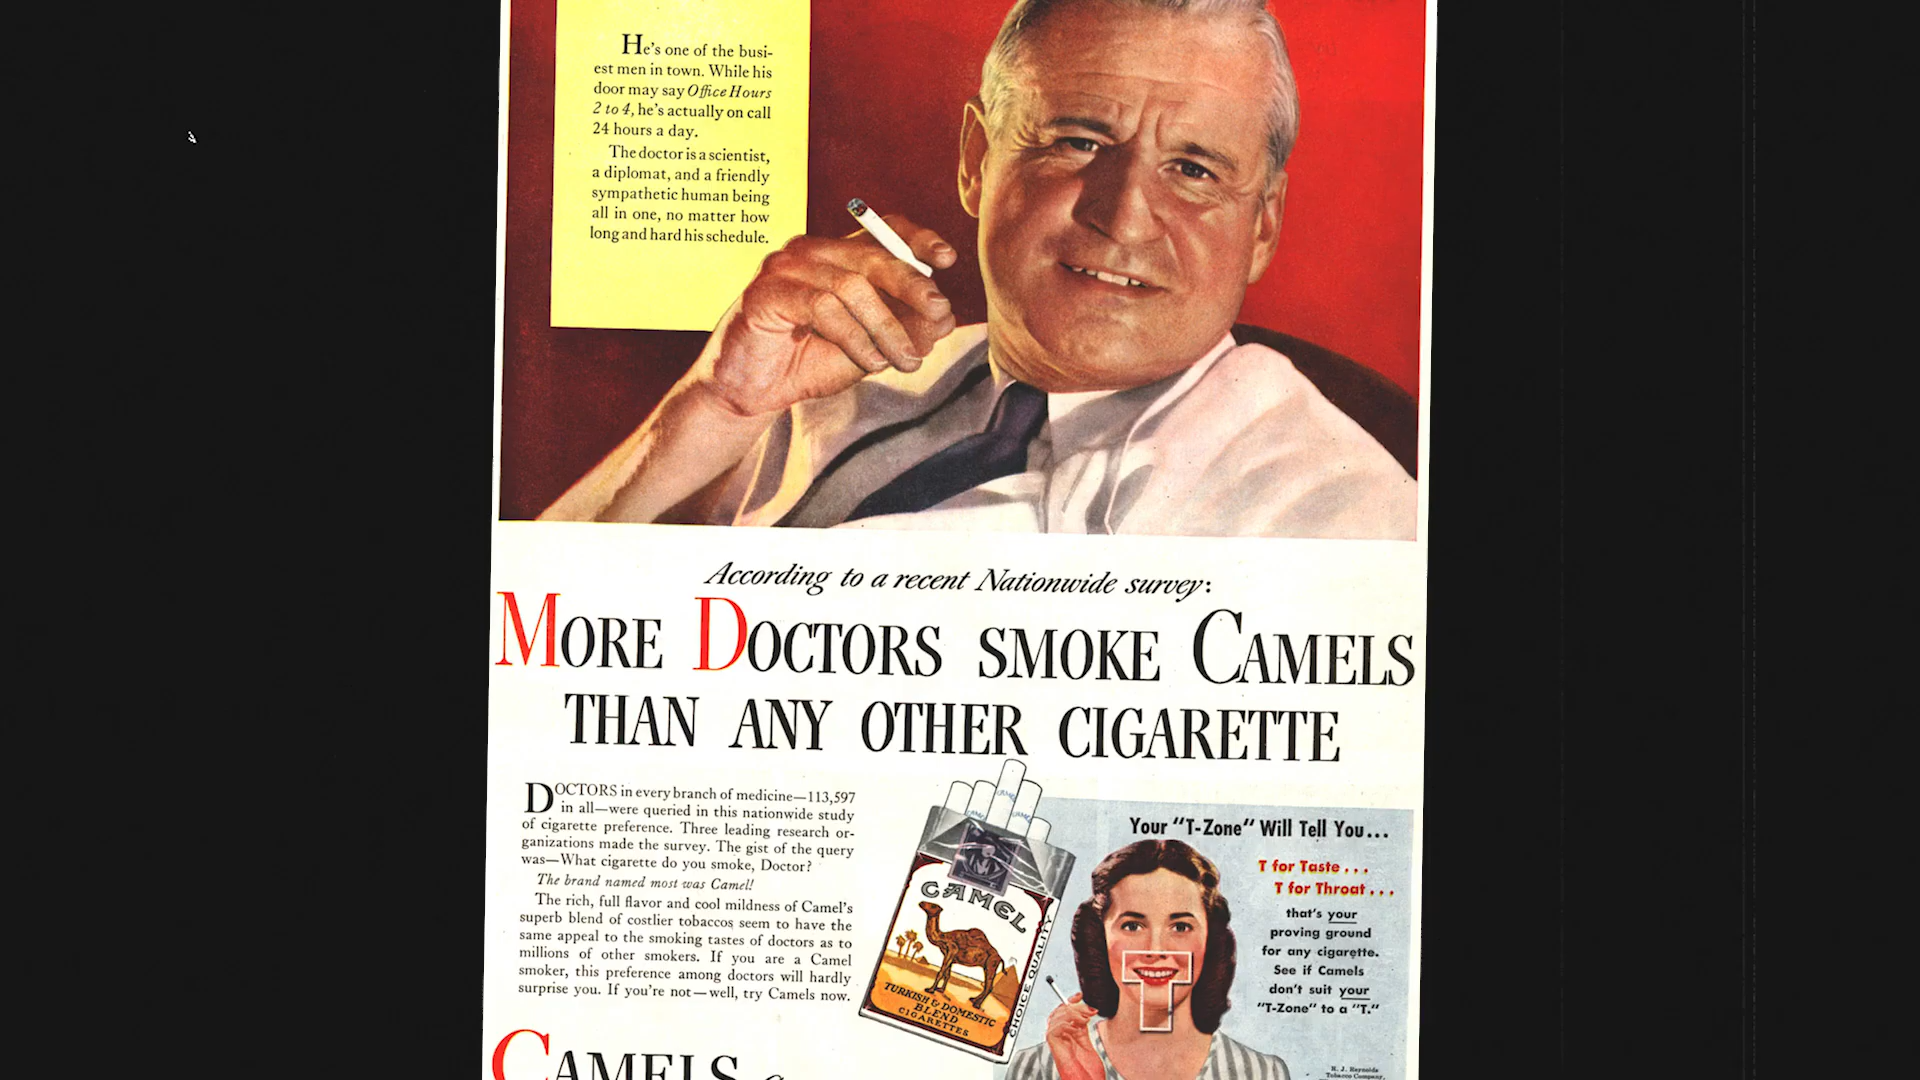 He's one of the busi-
est men in town. While his
door may say Office Hours
2 to 4, he's actually on call
24 hours a day.
The doctor is a scientist,
a diplomat, and a friendly
sympathetic human being
all in one, no matter how
long and hard his schedule.
According to a recent Nationwide survey:
MORE DOCTORS SMOKE CAMELS
THAN ANY OTHER CIGARETTE
DOCTORS in every branch of medicine—113,597
in all—were queried in this nationwide study
of cigarette preference. Three leading research or-
ganizations made the survey. The gist of the query
was—What cigarette do you smoke, Doctor?
The brand named most was Camel!
The rich, full flavor and cool mildness of Camel's
superb blend of costlier tobaccos seem to have the
same appeal to the smoking tastes of doctors as to
millions of other smokers. If you are a Camel
smoker, this preference among doctors will hardly
surprise you. If you're not—well, try Camels now.
CAMEL
CAMEL
CAMEL
CAMEL
TURKISH & DOMESTIC
BLEND
CIGARETTES
CHOICE QUALITY
Your "T-Zone" Will Tell You...
T for Taste . . .
T for Throat . . .
that's your
proving ground
for any cigarette.
See if Camels
don't suit your
"T-Zone" to a "T."
T
R. J. Reynolds
Tobacco Company,
CAMELS